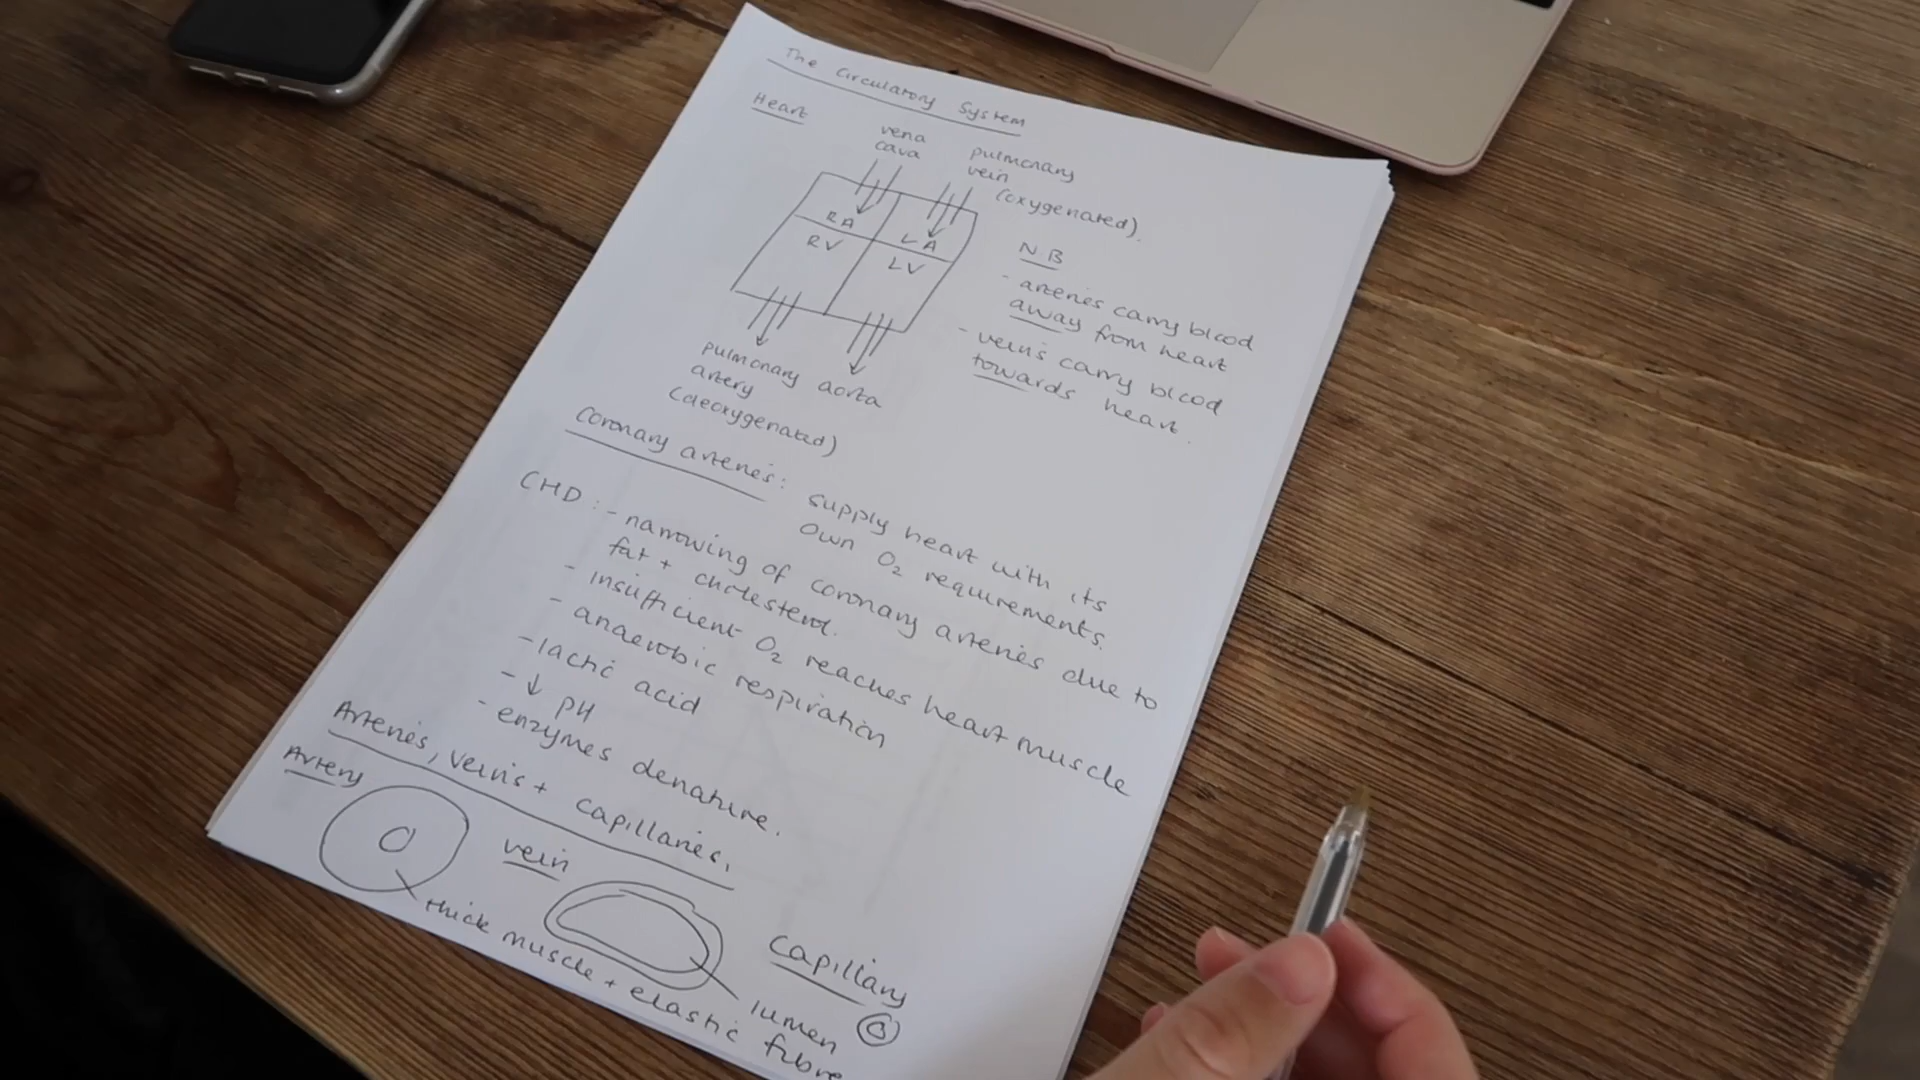 The Circulatory System
Heart
vena
cava
pulmonary
vein
(oxygenated).
RA
LA
RV
LV
pulmonary
artery
(deoxygenated)
aorta
NB
- arteries carry blood
away from heart
- veins carry blood
towards heart.
Coronary arteries: supply heart with its
own O₂ requirements.
CHD: - narrowing of coronary arteries due to
fat + cholesterol.
- insufficient O₂ reaches heart muscle
- anaerobic respiration
- lactic acid
- ↓ pH
- enzymes denature.
Arteries, veins + capillaries.
Artery
vein
capillary
thick muscle + elastic fibre
lumen